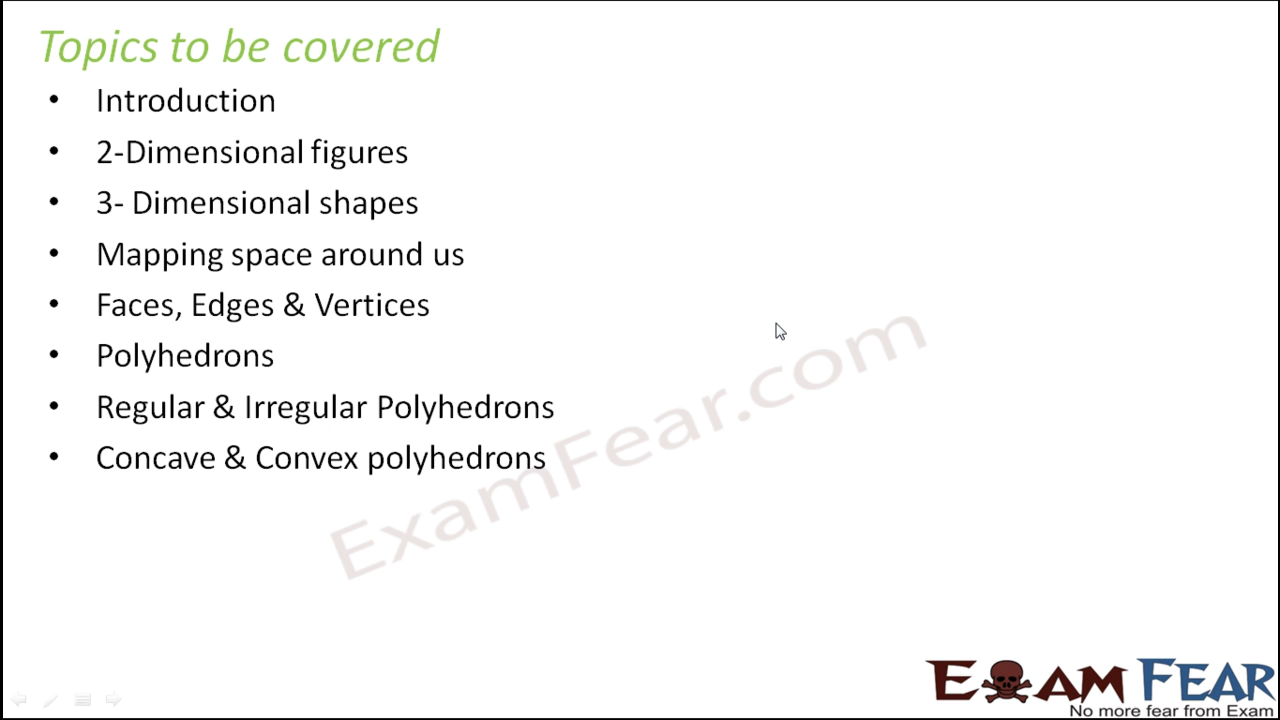 Topics to be covered
• Introduction
• 2-Dimensional figures
• 3- Dimensional shapes
• Mapping space around us
• Faces, Edges & Vertices
• Polyhedrons
• Regular & Irregular Polyhedrons
• Concave & Convex polyhedrons
ExamFear.com
EXAM FEAR
No more fear from Exam